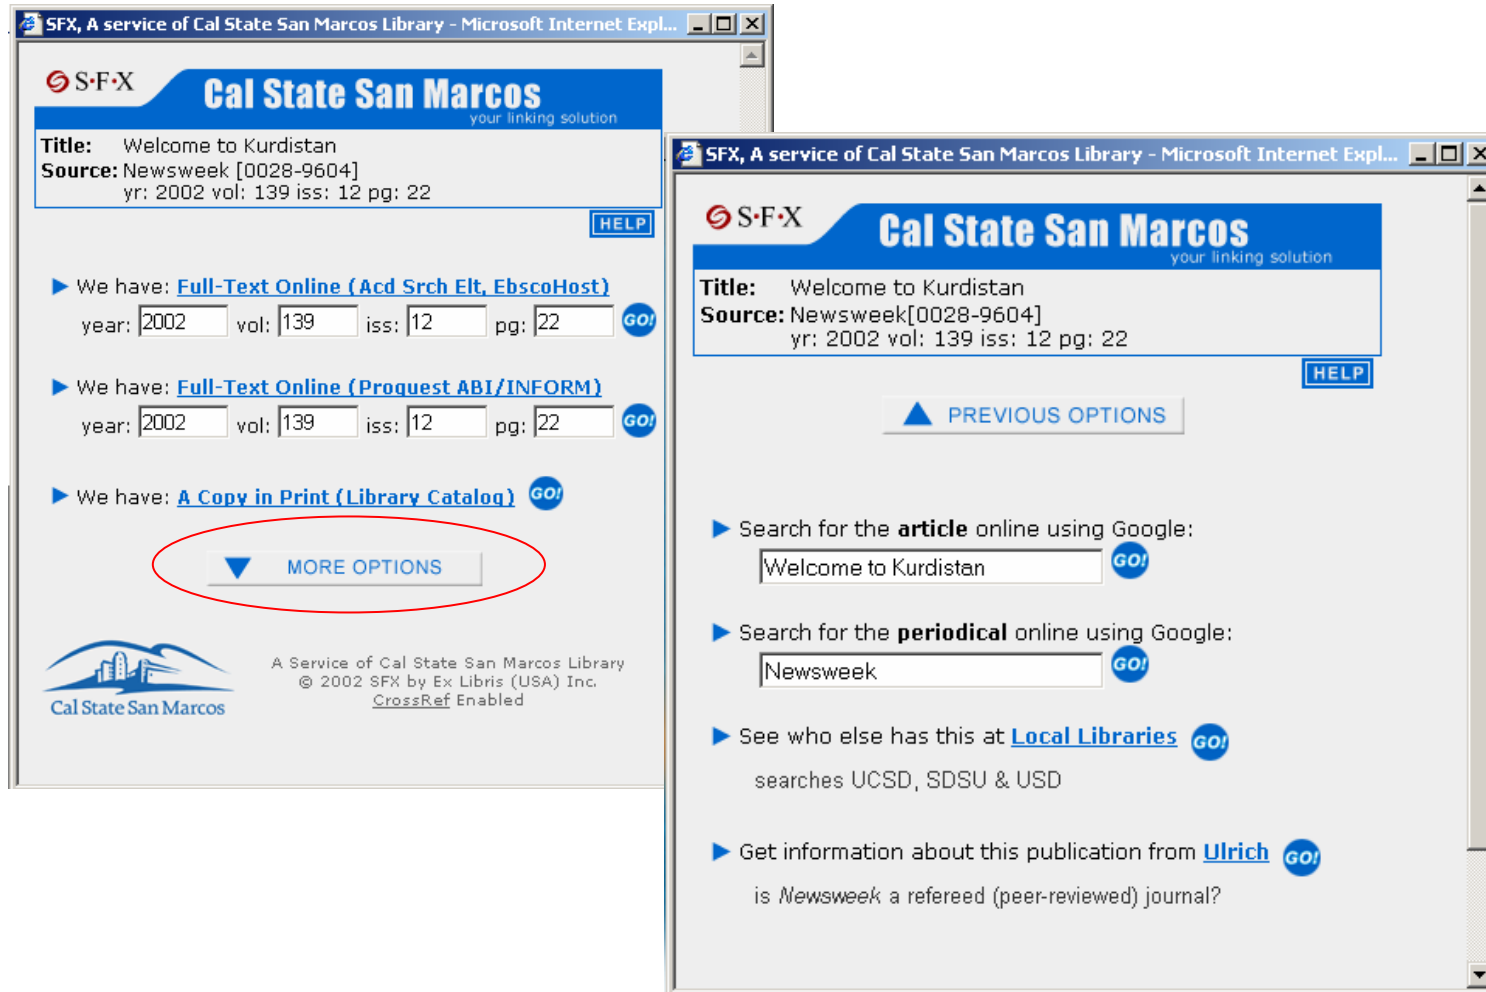 SFX, A service of Cal State San Marcos Library - Microsoft Internet Expl...
S·F·X
Cal State San Marcos
your linking solution
Title: Welcome to Kurdistan
Source: Newsweek [0028-9604]
yr: 2002 vol: 139 iss: 12 pg: 22
HELP
We have: Full-Text Online (Acd Srch Elt, EbscoHost)
year: 2002 vol: 139 iss: 12 pg: 22 GO!
We have: Full-Text Online (Proquest ABI/INFORM)
year: 2002 vol: 139 iss: 12 pg: 22 GO!
We have: A Copy in Print (Library Catalog) GO!
MORE OPTIONS
Cal State San Marcos
A Service of Cal State San Marcos Library
© 2002 SFX by Ex Libris (USA) Inc.
CrossRef Enabled
SFX, A service of Cal State San Marcos Library - Microsoft Internet Expl...
S·F·X
Cal State San Marcos
your linking solution
Title: Welcome to Kurdistan
Source: Newsweek[0028-9604]
yr: 2002 vol: 139 iss: 12 pg: 22
HELP
PREVIOUS OPTIONS
Search for the article online using Google:
Welcome to Kurdistan GO!
Search for the periodical online using Google:
Newsweek GO!
See who else has this at Local Libraries GO!
searches UCSD, SDSU & USD
Get information about this publication from Ulrich GO!
is Newsweek a refereed (peer-reviewed) journal?